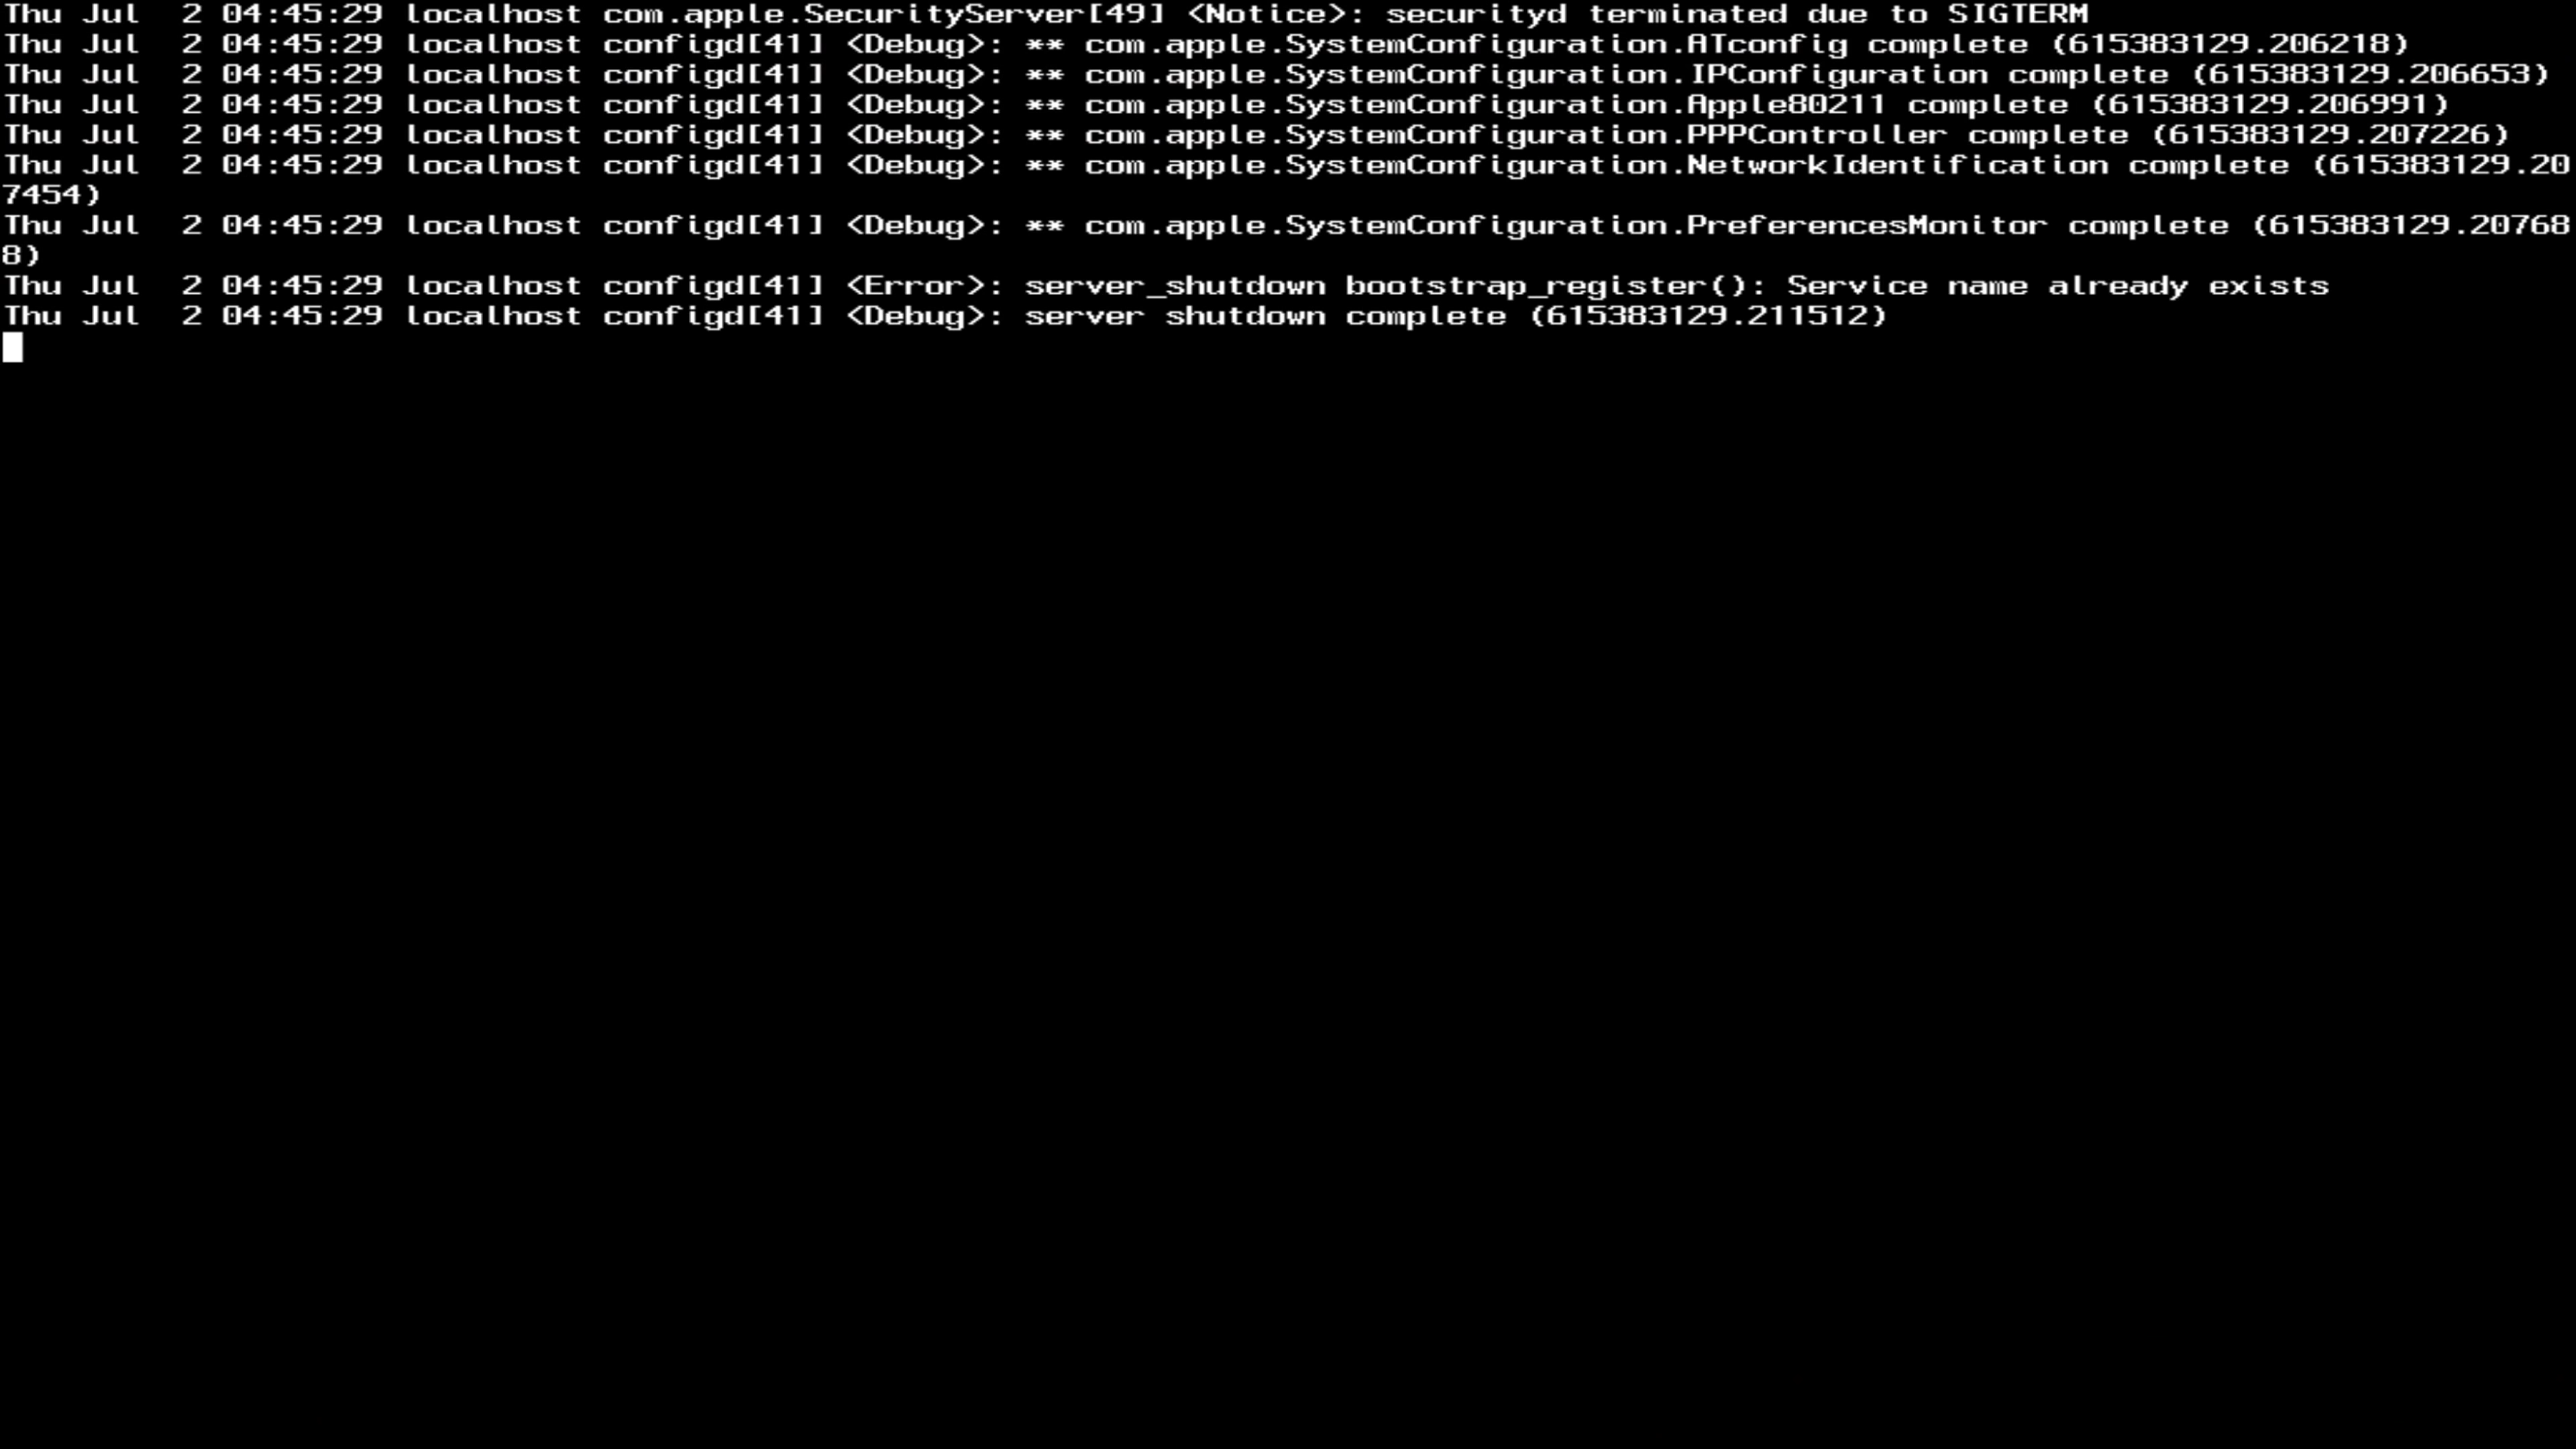 Thu Jul  2 04:45:29 localhost com.apple.SecurityServer[49] <Notice>: securityd terminated due to SIGTERM
Thu Jul  2 04:45:29 localhost configd[41] <Debug>: ** com.apple.SystemConfiguration.ATconfig complete (615383129.206218)
Thu Jul  2 04:45:29 localhost configd[41] <Debug>: ** com.apple.SystemConfiguration.IPConfiguration complete (615383129.206653)
Thu Jul  2 04:45:29 localhost configd[41] <Debug>: ** com.apple.SystemConfiguration.Apple80211 complete (615383129.206991)
Thu Jul  2 04:45:29 localhost configd[41] <Debug>: ** com.apple.SystemConfiguration.PPPController complete (615383129.207226)
Thu Jul  2 04:45:29 localhost configd[41] <Debug>: ** com.apple.SystemConfiguration.NetworkIdentification complete (615383129.20
7454)
Thu Jul  2 04:45:29 localhost configd[41] <Debug>: ** com.apple.SystemConfiguration.PreferencesMonitor complete (615383129.20768
8)
Thu Jul  2 04:45:29 localhost configd[41] <Error>: server_shutdown bootstrap_register(): Service name already exists
Thu Jul  2 04:45:29 localhost configd[41] <Debug>: server shutdown complete (615383129.211512)